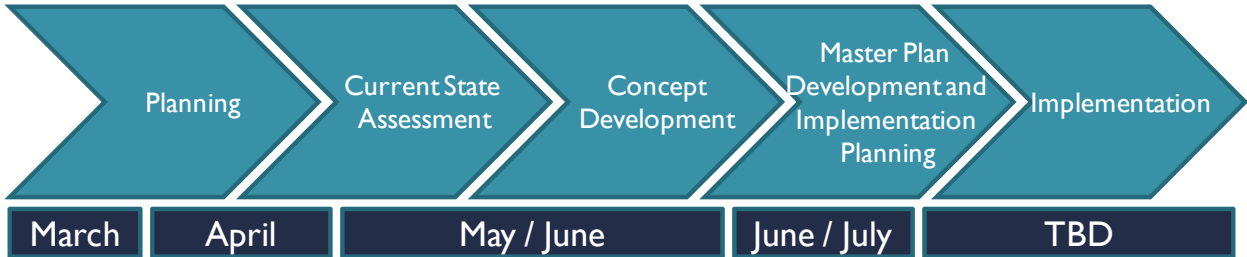 Planning
Current State
Assessment
Concept
Development
Master Plan
Development and
Implementation
Planning
Implementation
March
April
May / June
June / July
TBD